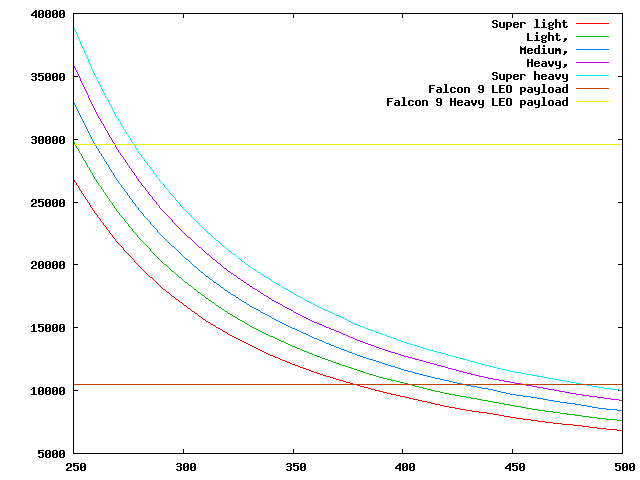 40000
Super light
Light,
Medium,
35000
Heavy,
Super heavy
Falcon 9 LEO payload
Falcon 9 Heavy LEO payload
30000
25000
20000
15000
10000
5000
250 300 350 400 450 500